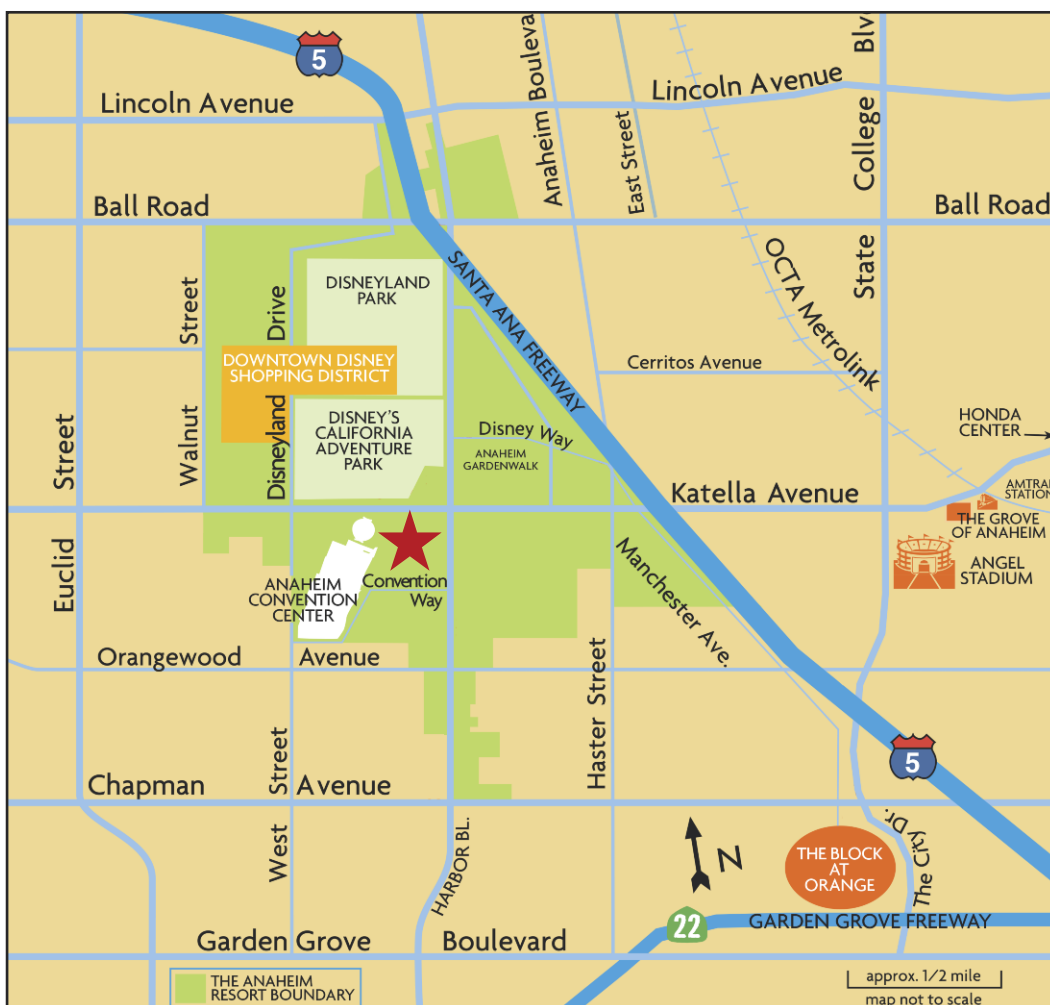 5
Lincoln Avenue
Anaheim Bouleva
East Street
Lincoln Avenue
State College Blv
Ball Road
Ball Road
SANTA ANA FREEWAY
OCTA Metrolink
DISNEYLAND
PARK
Walnut Street
Disneyland Drive
DOWNTOWN DISNEY
SHOPPING DISTRICT
Cerritos Avenue
DISNEY'S
CALIFORNIA
ADVENTURE
PARK
Disney Way
ANAHEIM
GARDENWALK
HONDA
CENTER
Euclid Street
Katella Avenue
AMTRAK
STATION
THE GROVE
OF ANAHEIM
ANGEL
STADIUM
ANAHEIM
CONVENTION
CENTER
Convention
Way
Manchester Ave.
Orangewood Avenue
Haster Street
West Street
5
Chapman Avenue
HARBOR BL.
N
The City Dr.
THE BLOCK
AT
ORANGE
22
GARDEN GROVE FREEWAY
Garden Grove Boulevard
THE ANAHEIM
RESORT BOUNDARY
approx. 1/2 mile
map not to scale